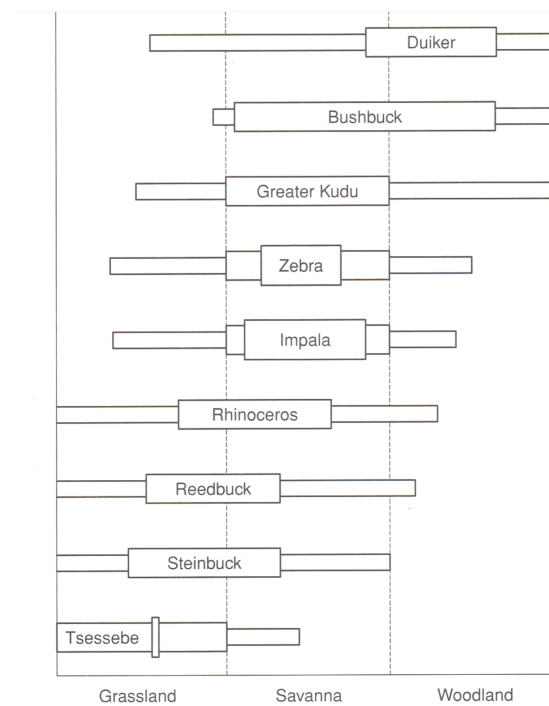 Duiker
Bushbuck
Greater Kudu
Zebra
Impala
Rhinoceros
Reedbuck
Steinbuck
Tsessebe
Grassland Savanna Woodland